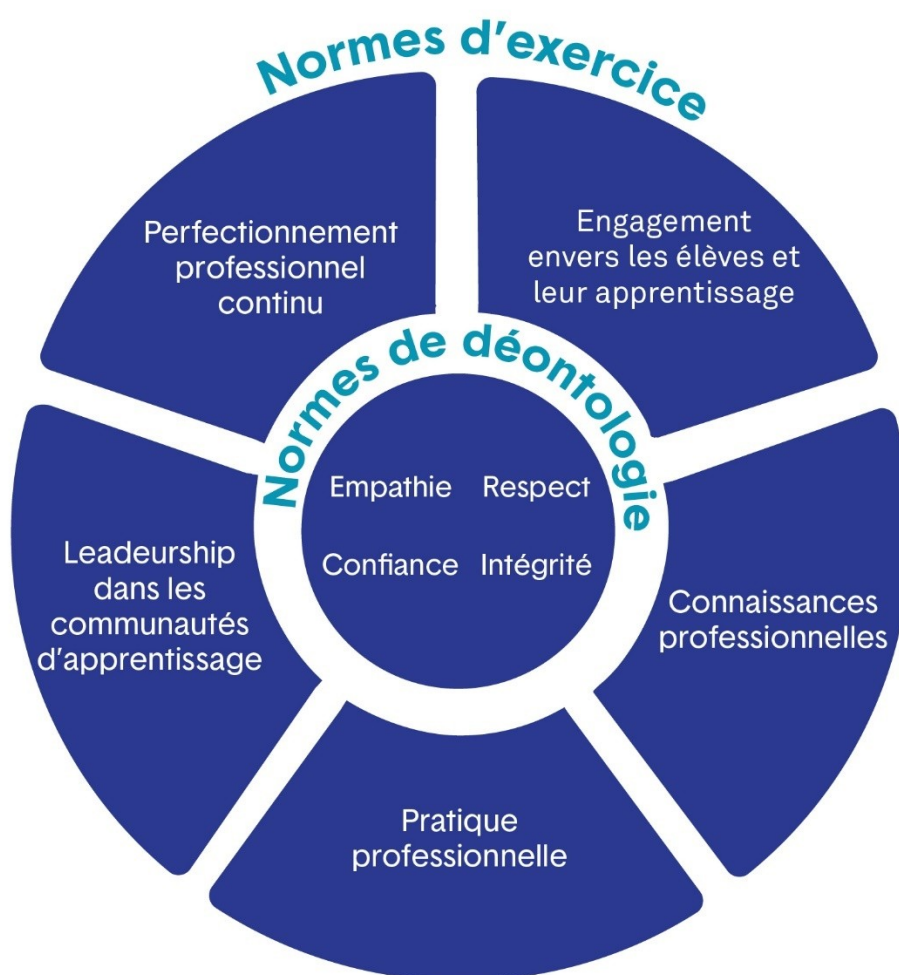 Normes d'exercice
Engagement
envers les élèves et
leur apprentissage
Connaissances
professionnelles
Pratique
professionnelle
Leadeurship
dans les
communautés
d'apprentissage
Perfectionnement
professionnel
continu
Normes de déontologie
Empathie Respect
Confiance Intégrité